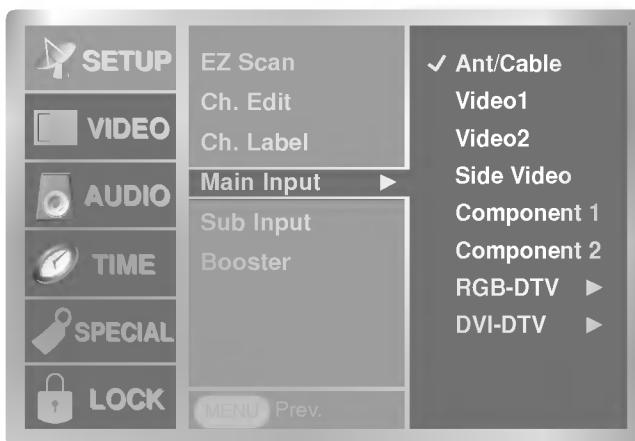 SETUP
VIDEO
AUDIO
TIME
SPECIAL
LOCK
EZ Scan
Ch. Edit
Ch. Label
Main Input ►
Sub Input
Booster
MENU Prev.
✓ Ant/Cable
Video1
Video2
Side Video
Component 1
Component 2
RGB-DTV ►
DVI-DTV ►